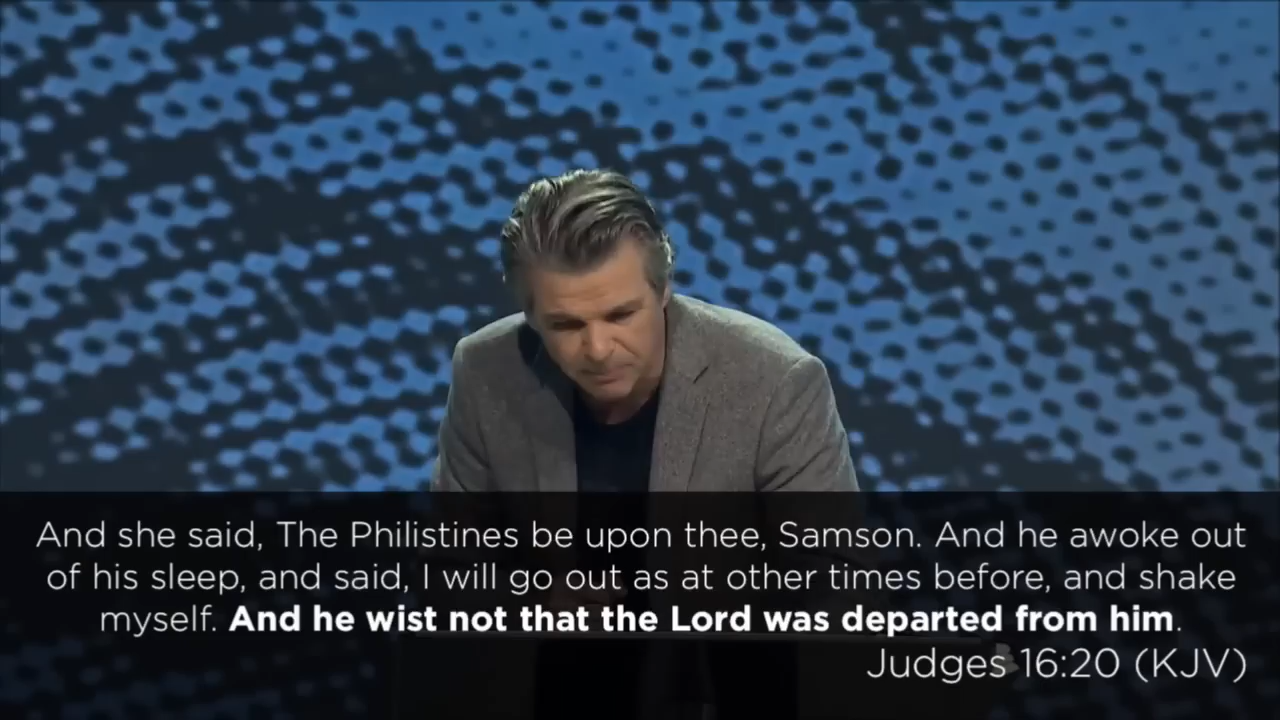 And she said, The Philistines be upon thee, Samson. And he awoke out
of his sleep, and said, I will go out as at other times before, and shake
myself. And he wist not that the Lord was departed from him.
Judges 16:20 (KJV)